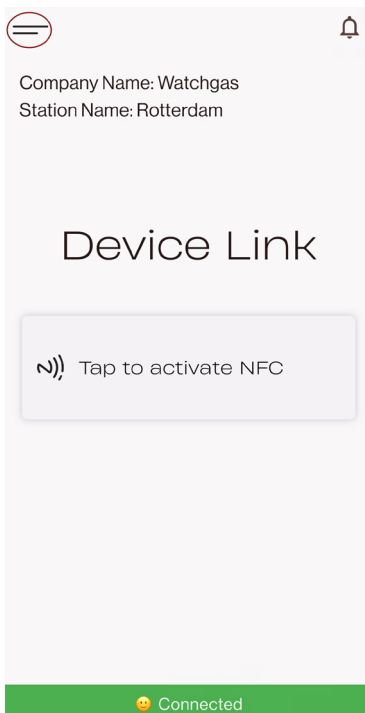 Company Name: Watchgas
Station Name: Rotterdam
Device Link
Tap to activate NFC
🙂 Connected